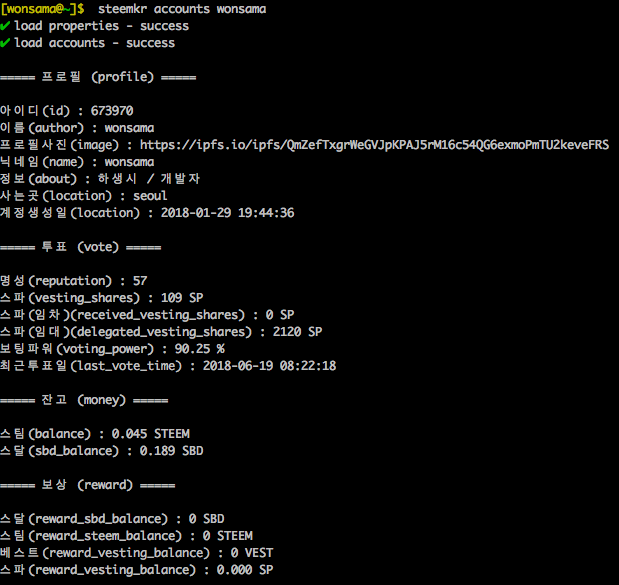 [wonsama@~]$ steemkr accounts wonsama
✔ load properties - success
✔ load accounts - success
===== 프로필 (profile) =====
아이디(id) : 673970
이름(author) : wonsama
프로필사진(image) : https://ipfs.io/ipfs/QmZefTxgrWeGVJpKPAJ5rM16c54QG6exmoPmTU2keveFRS
닉네임(name) : wonsama
정보(about) : 하생시 / 개발자
사는곳(location) : seoul
계정생성일(location) : 2018-01-29 19:44:36
===== 투표 (vote) =====
명성(reputation) : 57
스파(vesting_shares) : 109 SP
스파(임차)(received_vesting_shares) : 0 SP
스파(임대)(delegated_vesting_shares) : 2120 SP
보팅파워(voting_power) : 90.25 %
최근투표일(last_vote_time) : 2018-06-19 08:22:18
===== 잔고 (money) =====
스팀(balance) : 0.045 STEEM
스달(sbd_balance) : 0.189 SBD
===== 보상 (reward) =====
스달(reward_sbd_balance) : 0 SBD
스팀(reward_steem_balance) : 0 STEEM
베스트(reward_vesting_balance) : 0 VEST
스파(reward_vesting_balance) : 0.000 SP